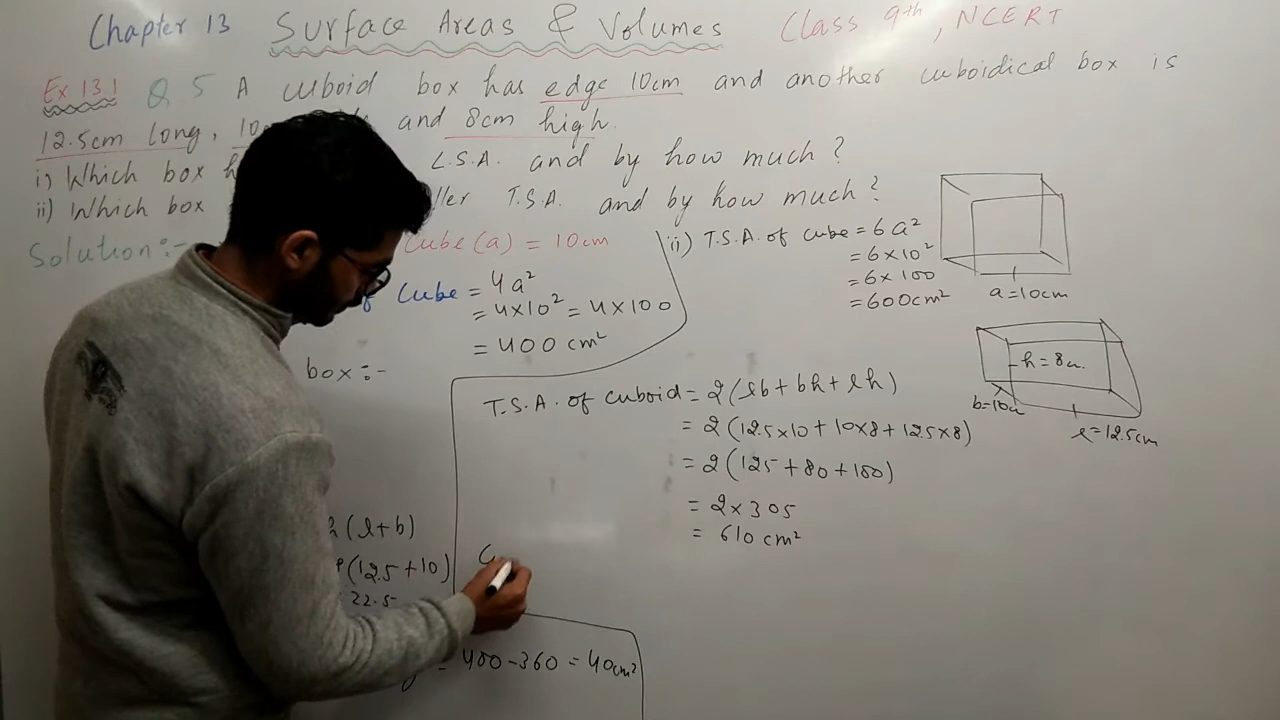 Chapter 13 Surface Areas & Volumes Class 9th, NCERT
Ex 13.1 Q 5 A cuboid box has edge 10cm and another cuboidical box is
12.5cm long, and 8cm high.
i) Which box L.S.A. and by how much?
ii) Which box T.S.A. and by how much?
Solution:- Cube(a) = 10cm
of Cube = 4a²
= 4×10² = 4×100
= 400 cm²
box:-
(l+b)
(12.5+10)
22.5
400-360 = 40cm²
ii) T.S.A. of cube = 6a²
= 6×10²
= 6×100
= 600cm²
T.S.A. of cuboid = 2(lb+bh+lh)
= 2(12.5×10+10×8+12.5×8)
= 2(125+80+100)
= 2×305
= 610 cm²
a=10cm
h=8cm
b=10cm
l=12.5cm